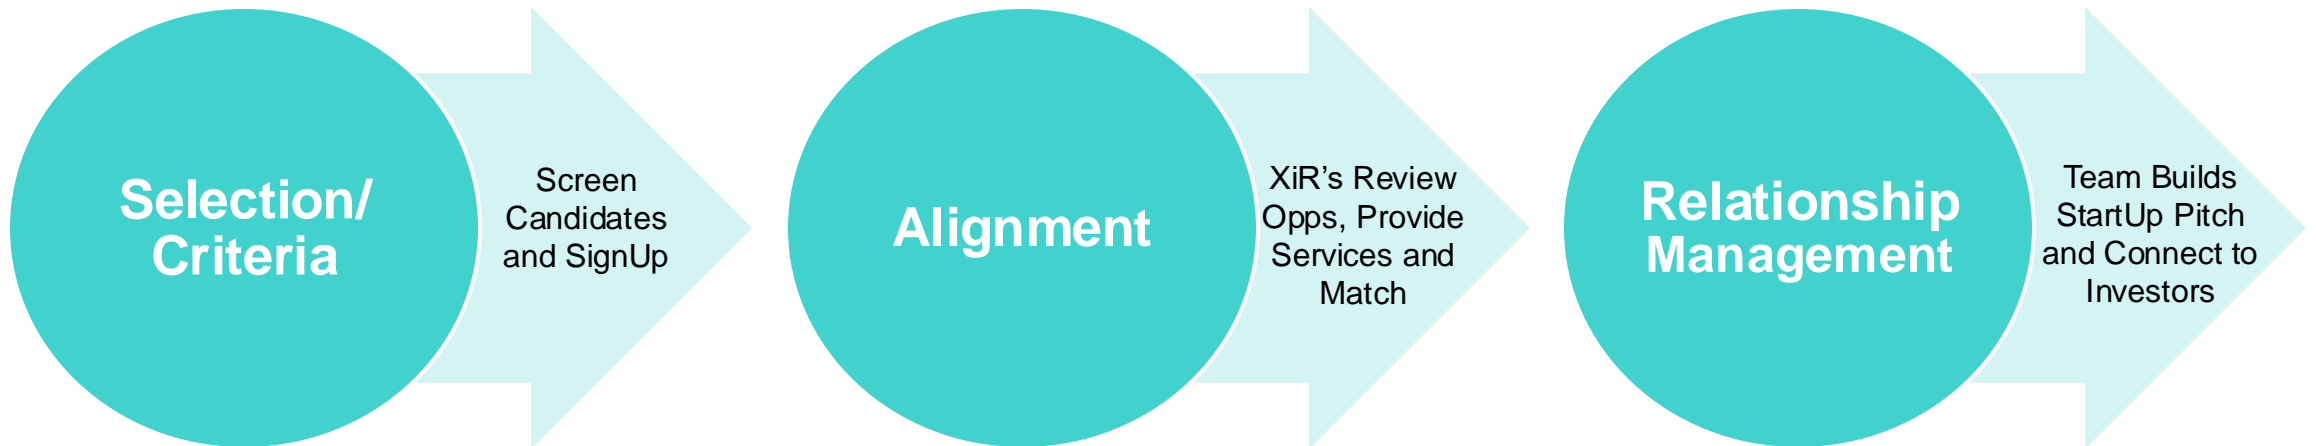 Selection/
Criteria
Screen
Candidates
and SignUp
Alignment
XiR’s Review
Opps, Provide
Services and
Match
Relationship
Management
Team Builds
StartUp Pitch
and Connect to
Investors